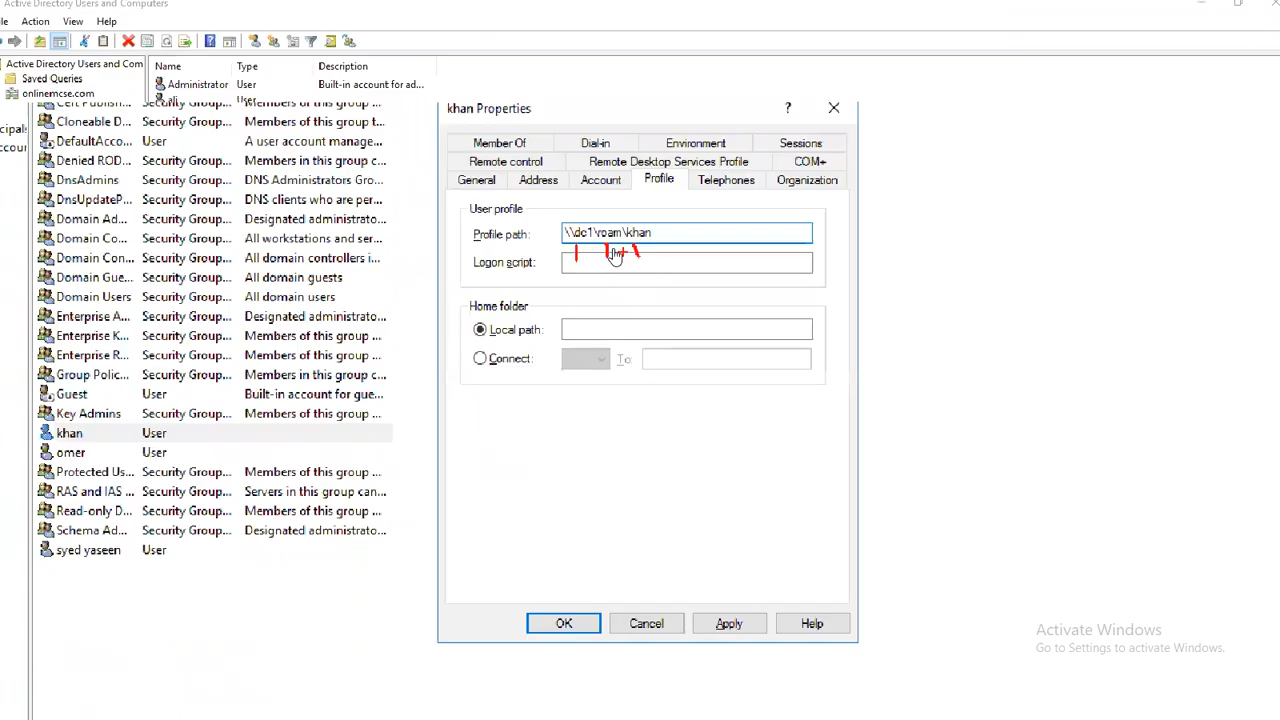 Active Directory Users and Computers
Action View Help
Active Directory Users and Com
Saved Queries
onlinemcse.com
Name Type Description
Administrator User Built-in account for ad...
ali User
Cert Publish... Security Group... Members of this group ...
Cloneable D... Security Group... Members of this group t...
DefaultAcco... User A user account manage...
Denied ROD... Security Group... Members in this group c...
DnsAdmins Security Group... DNS Administrators Gro...
DnsUpdateP... Security Group... DNS clients who are per...
Domain Ad... Security Group... Designated administrato...
Domain Co... Security Group... All workstations and ser...
Domain Con... Security Group... All domain controllers i...
Domain Gue... Security Group... All domain guests
Domain Users Security Group... All domain users
Enterprise A... Security Group... Designated administrato...
Enterprise K... Security Group... Members of this group ...
Enterprise R... Security Group... Members of this group ...
Group Polic... Security Group... Members in this group c...
Guest User Built-in account for gue...
Key Admins Security Group... Members of this group ...
khan User
omer User
Protected Us... Security Group... Members of this group ...
RAS and IAS ... Security Group... Servers in this group can...
Read-only D... Security Group... Members of this group ...
Schema Ad... Security Group... Designated administrato...
syed yaseen User
khan Properties
?
Member Of Dial-in Environment Sessions
Remote control Remote Desktop Services Profile COM+
General Address Account Profile Telephones Organization
User profile
Profile path: \\dc1\roam\khan
Logon script:
Home folder
Local path:
Connect: To:
OK Cancel Apply Help
Activate Windows
Go to Settings to activate Windows.